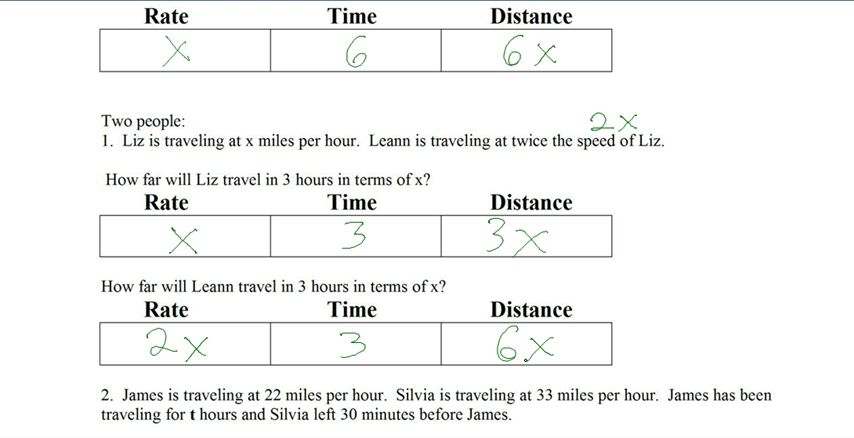 Rate Time Distance
x 6 6x
Two people:
2x
1. Liz is traveling at x miles per hour. Leann is traveling at twice the speed of Liz.
How far will Liz travel in 3 hours in terms of x?
Rate Time Distance
x 3 3x
How far will Leann travel in 3 hours in terms of x?
Rate Time Distance
2x 3 6x
2. James is traveling at 22 miles per hour. Silvia is traveling at 33 miles per hour. James has been
traveling for t hours and Silvia left 30 minutes before James.